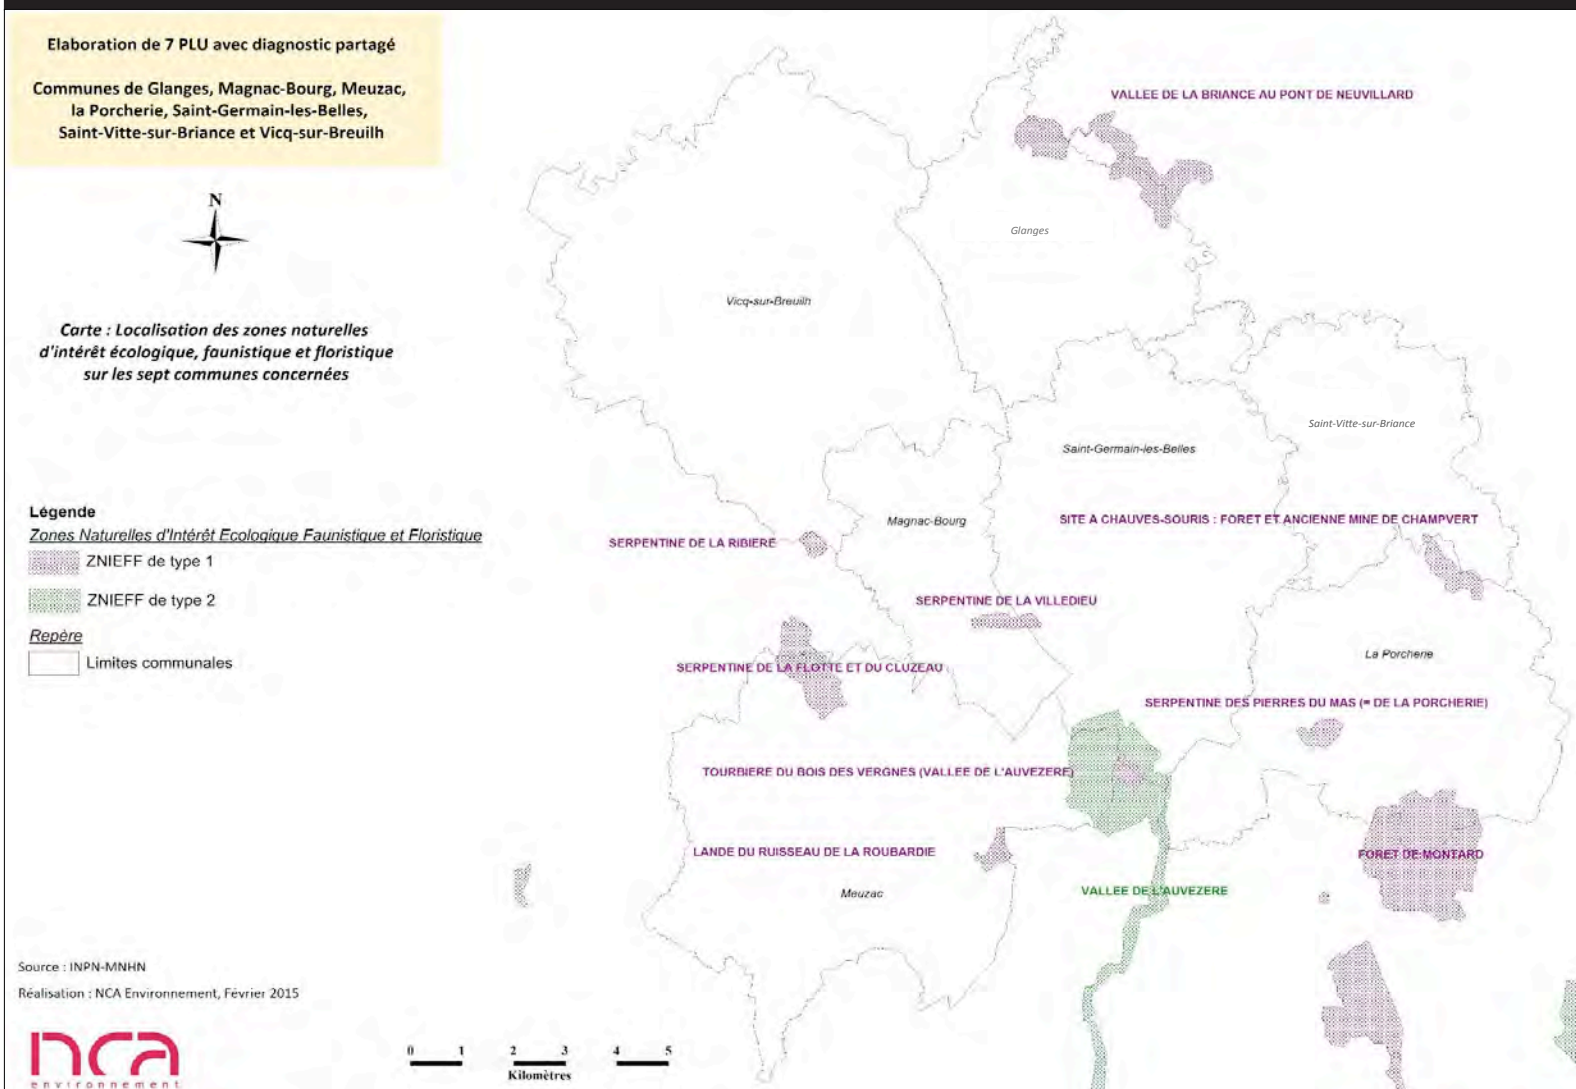 Elaboration de 7 PLU avec diagnostic partagé
Communes de Glanges, Magnac-Bourg, Meuzac,
la Porcherie, Saint-Germain-les-Belles,
Saint-Vitte-sur-Briance et Vicq-sur-Breuilh
N
Carte : Localisation des zones naturelles
d'intérêt écologique, faunistique et floristique
sur les sept communes concernées
Légende
Zones Naturelles d'Intérêt Ecologique Faunistique et Floristique
ZNIEFF de type 1
ZNIEFF de type 2
Repère
Limites communales
VALLEE DE LA BRIANCE AU PONT DE NEUVILLARD
Glanges
Vicq-sur-Breuilh
Saint-Vitte-sur-Briance
Saint-Germain-les-Belles
Magnac-Bourg
SITE A CHAUVES-SOURIS : FORET ET ANCIENNE MINE DE CHAMPVERT
SERPENTINE DE LA RIBIERE
SERPENTINE DE LA VILLEDIEU
La Porcherie
SERPENTINE DE LA FLOTTE ET DU CLUZEAU
SERPENTINE DES PIERRES DU MAS (= DE LA PORCHERIE)
TOURBIERE DU BOIS DES VERGNES (VALLEE DE L'AUVEZERE)
LANDE DU RUISSEAU DE LA ROUBARDIE
FORET DE MONTARD
Meuzac
VALLEE DE L'AUVEZERE
Source : INPN-MNHN
Réalisation : NCA Environnement, Février 2015
nca
environnement
0 1 2 3 4 5
Kilomètres